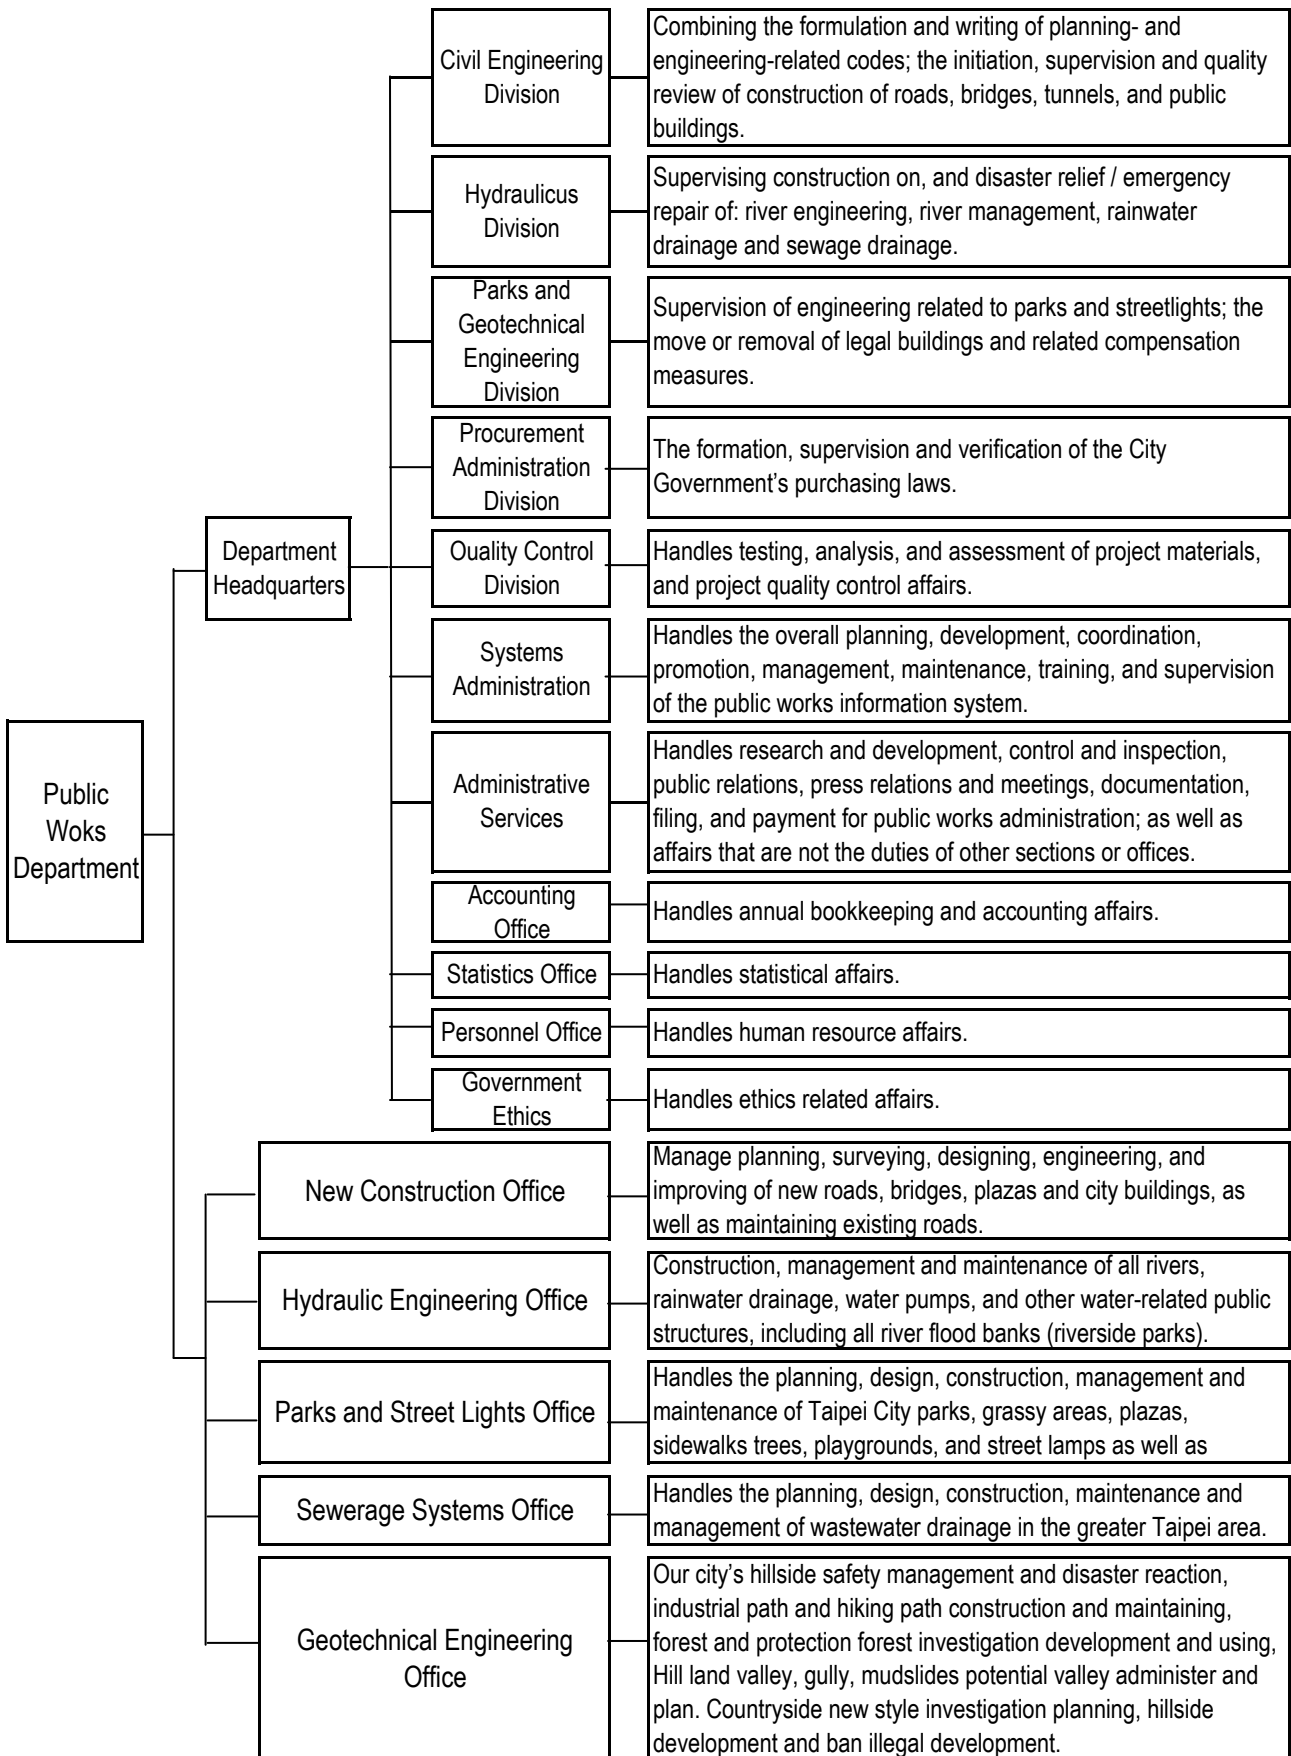 Public
Woks
Department
Department
Headquarters
Civil Engineering
Division
Combining the formulation and writing of planning- and
engineering-related codes; the initiation, supervision and quality
review of construction of roads, bridges, tunnels, and public
buildings.
Hydraulicus
Division
Supervising construction on, and disaster relief / emergency
repair of: river engineering, river management, rainwater
drainage and sewage drainage.
Parks and
Geotechnical
Engineering
Division
Supervision of engineering related to parks and streetlights; the
move or removal of legal buildings and related compensation
measures.
Procurement
Administration
Division
The formation, supervision and verification of the City
Government’s purchasing laws.
Ouality Control
Division
Handles testing, analysis, and assessment of project materials,
and project quality control affairs.
Systems
Administration
Handles the overall planning, development, coordination,
promotion, management, maintenance, training, and supervision
of the public works information system.
Administrative
Services
Handles research and development, control and inspection,
public relations, press relations and meetings, documentation,
filing, and payment for public works administration; as well as
affairs that are not the duties of other sections or offices.
Accounting
Office
Handles annual bookkeeping and accounting affairs.
Statistics Office
Handles statistical affairs.
Personnel Office
Handles human resource affairs.
Government
Ethics
Handles ethics related affairs.
New Construction Office
Manage planning, surveying, designing, engineering, and
improving of new roads, bridges, plazas and city buildings, as
well as maintaining existing roads.
Hydraulic Engineering Office
Construction, management and maintenance of all rivers,
rainwater drainage, water pumps, and other water-related public
structures, including all river flood banks (riverside parks).
Parks and Street Lights Office
Handles the planning, design, construction, management and
maintenance of Taipei City parks, grassy areas, plazas,
sidewalks trees, playgrounds, and street lamps as well as
Sewerage Systems Office
Handles the planning, design, construction, maintenance and
management of wastewater drainage in the greater Taipei area.
Geotechnical Engineering
Office
Our city’s hillside safety management and disaster reaction,
industrial path and hiking path construction and maintaining,
forest and protection forest investigation development and using,
Hill land valley, gully, mudslides potential valley administer and
plan. Countryside new style investigation planning, hillside
development and ban illegal development.